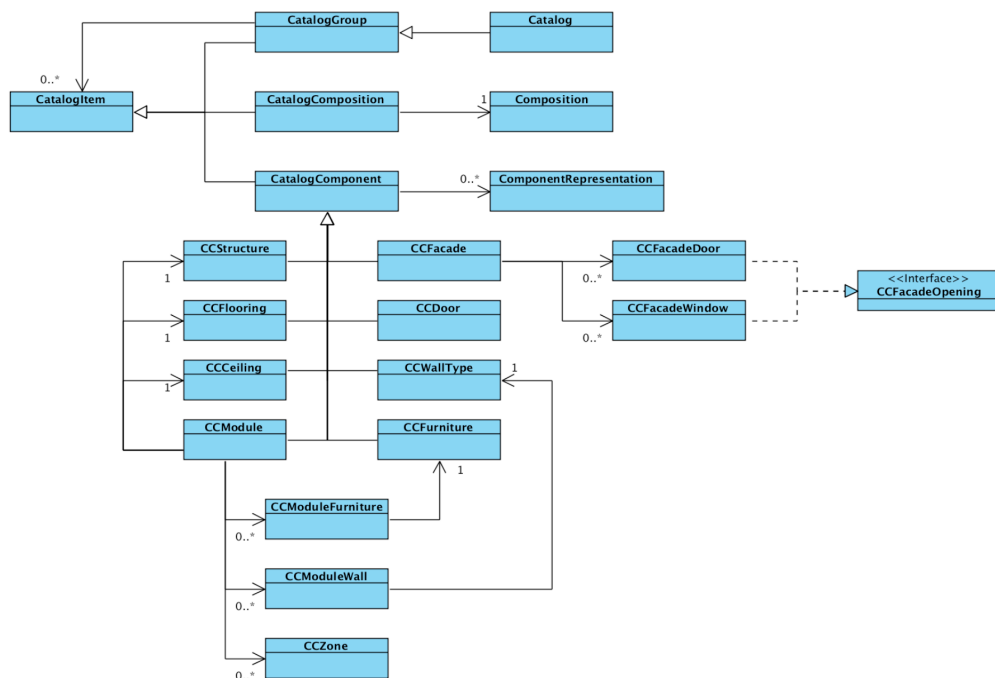 CatalogGroup
Catalog
0..*
CatalogItem
CatalogComposition
1
Composition
CatalogComponent
0..*
ComponentRepresentation
CCStructure
1
CCFacade
CCFacadeDoor
0..*
<<Interface>>
CCFacadeOpening
CCFlooring
1
CCDoor
CCFacadeWindow
0..*
CCCeiling
1
CCWallType
1
CCModule
CCFurniture
1
CCModuleFurniture
0..*
CCModuleWall
0..*
CCZone
0..*